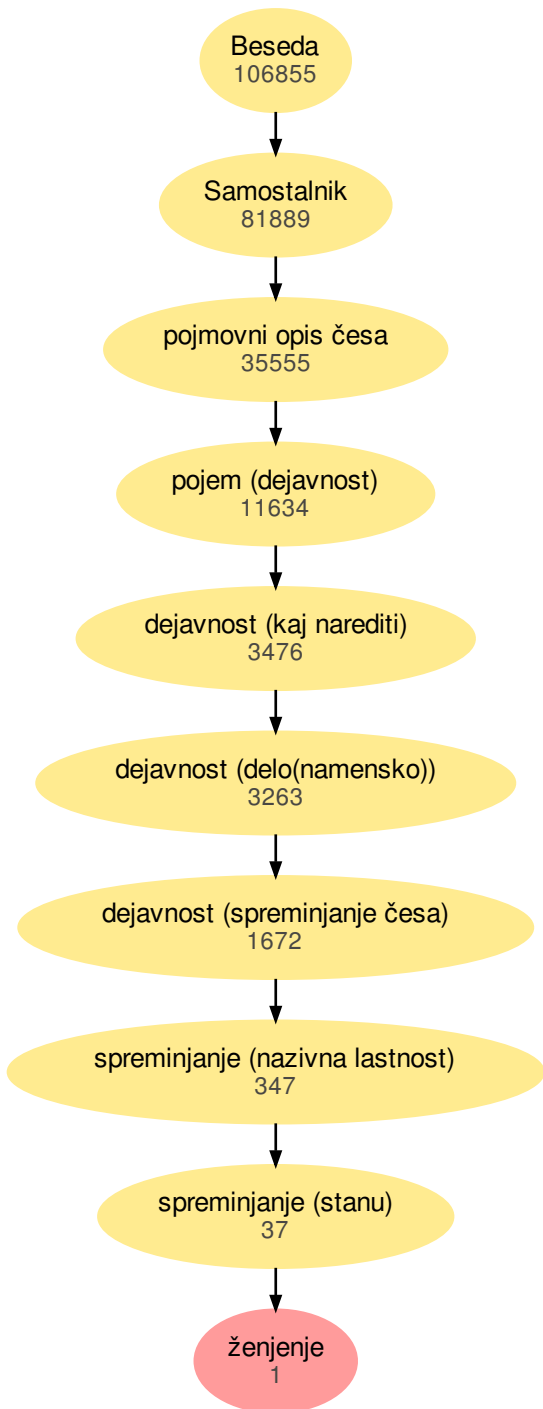 Beseda
106855
Samostalnik
81889
pojmovni opis česa
35555
pojem (dejavnost)
11634
dejavnost (kaj narediti)
3476
dejavnost (delo(namensko))
3263
dejavnost (spreminjanje česa)
1672
spreminjanje (nazivna lastnost)
347
spreminjanje (stanu)
37
ženjenje
1